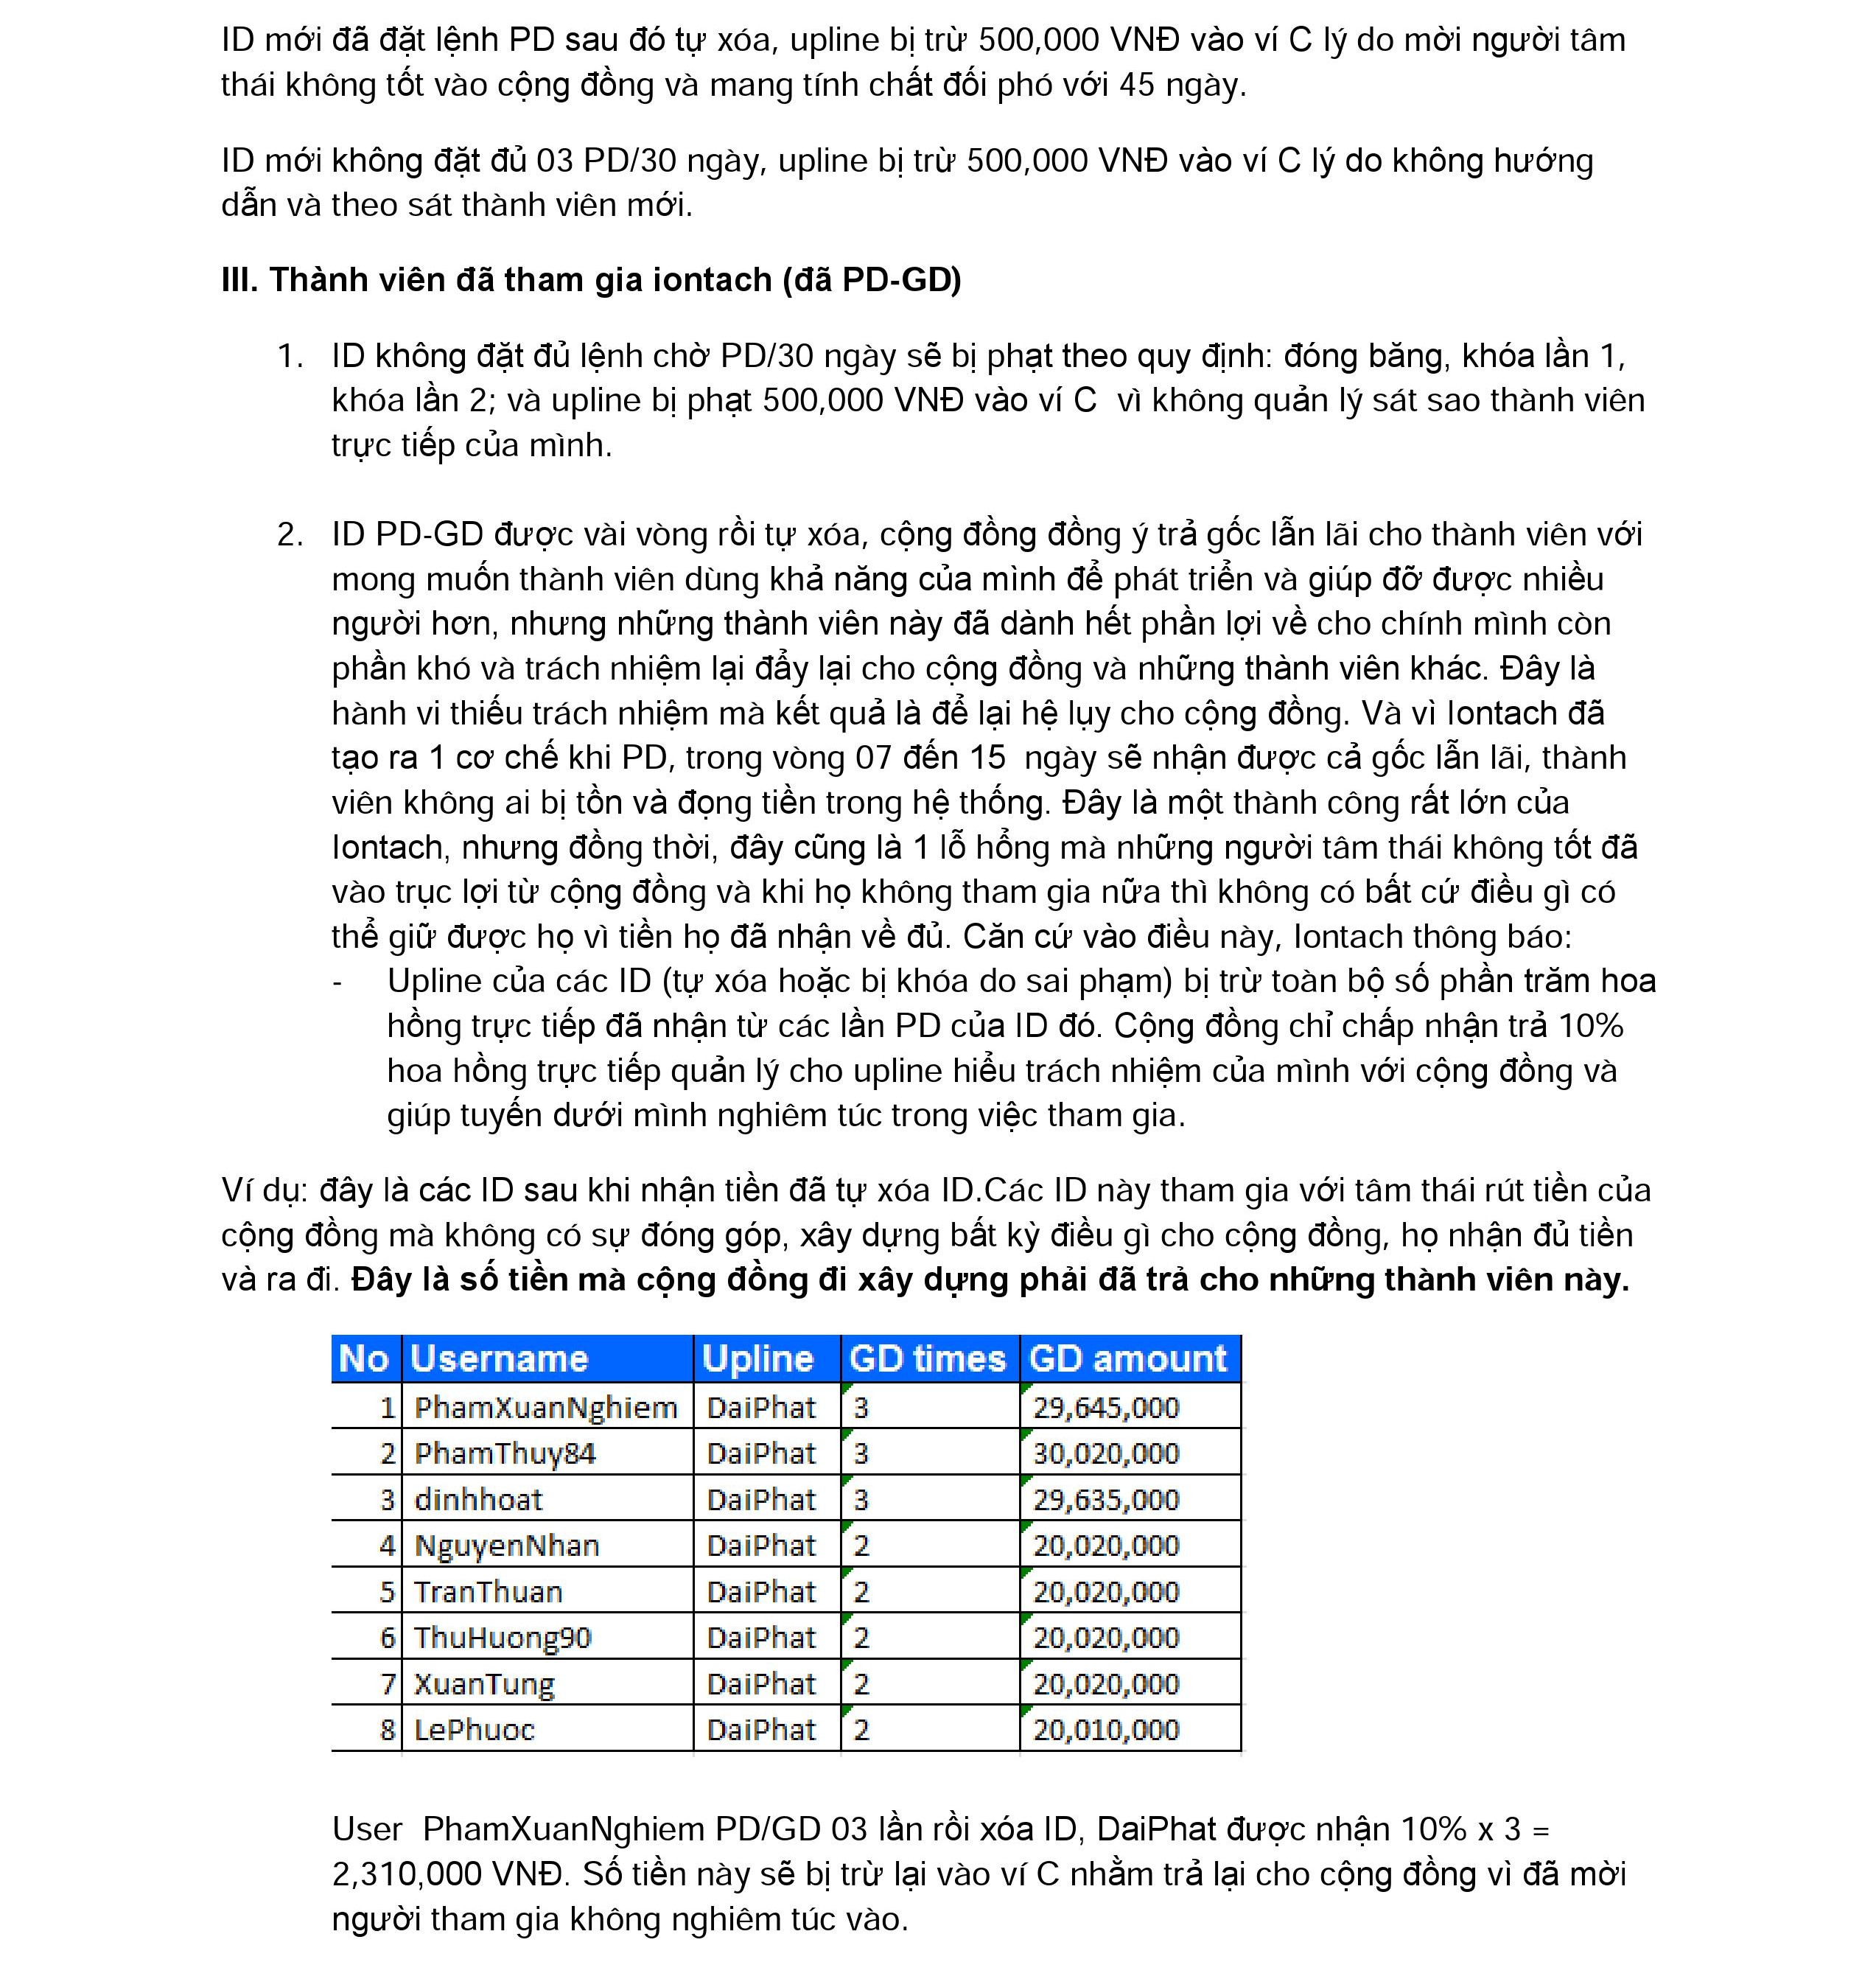 ID mới đã đặt lệnh PD sau đó tự xóa, upline bị trừ 500,000 VNĐ vào ví C lý do mời người tâm
thái không tốt vào cộng đồng và mang tính chất đối phó với 45 ngày.
ID mới không đặt đủ 03 PD/30 ngày, upline bị trừ 500,000 VNĐ vào ví C lý do không hướng
dẫn và theo sát thành viên mới.
III. Thành viên đã tham gia iontach (đã PD-GD)
1. ID không đặt đủ lệnh chờ PD/30 ngày sẽ bị phạt theo quy định: đóng băng, khóa lần 1,
khóa lần 2; và upline bị phạt 500,000 VNĐ vào ví C vì không quản lý sát sao thành viên
trực tiếp của mình.
2. ID PD-GD được vài vòng rồi tự xóa, cộng đồng đồng ý trả gốc lẫn lãi cho thành viên với
mong muốn thành viên dùng khả năng của mình để phát triển và giúp đỡ được nhiều
người hơn, nhưng những thành viên này đã dành hết phần lợi về cho chính mình còn
phần khó và trách nhiệm lại đẩy lại cho cộng đồng và những thành viên khác. Đây là
hành vi thiếu trách nhiệm mà kết quả là để lại hệ lụy cho cộng đồng. Và vì Iontach đã
tạo ra 1 cơ chế khi PD, trong vòng 07 đến 15 ngày sẽ nhận được cả gốc lẫn lãi, thành
viên không ai bị tồn và đọng tiền trong hệ thống. Đây là một thành công rất lớn của
Iontach, nhưng đồng thời, đây cũng là 1 lỗ hổng mà những người tâm thái không tốt đã
vào trục lợi từ cộng đồng và khi họ không tham gia nữa thì không có bất cứ điều gì có
thể giữ được họ vì tiền họ đã nhận về đủ. Căn cứ vào điều này, Iontach thông báo:
- Upline của các ID (tự xóa hoặc bị khóa do sai phạm) bị trừ toàn bộ số phần trăm hoa
hồng trực tiếp đã nhận từ các lần PD của ID đó. Cộng đồng chỉ chấp nhận trả 10%
hoa hồng trực tiếp quản lý cho upline hiểu trách nhiệm của mình với cộng đồng và
giúp tuyến dưới mình nghiêm túc trong việc tham gia.
Ví dụ: đây là các ID sau khi nhận tiền đã tự xóa ID.Các ID này tham gia với tâm thái rút tiền của
cộng đồng mà không có sự đóng góp, xây dựng bất kỳ điều gì cho cộng đồng, họ nhận đủ tiền
và ra đi. Đây là số tiền mà cộng đồng đi xây dựng phải đã trả cho những thành viên này.
No Username Upline GD times GD amount
1 PhamXuanNghiem DaiPhat 3 29,645,000
2 PhamThuy84 DaiPhat 3 30,020,000
3 dinhhoat DaiPhat 3 29,635,000
4 NguyenNhan DaiPhat 2 20,020,000
5 TranThuan DaiPhat 2 20,020,000
6 ThuHuong90 DaiPhat 2 20,020,000
7 XuanTung DaiPhat 2 20,020,000
8 LePhuoc DaiPhat 2 20,010,000
User PhamXuanNghiem PD/GD 03 lần rồi xóa ID, DaiPhat được nhận 10% x 3 =
2,310,000 VNĐ. Số tiền này sẽ bị trừ lại vào ví C nhằm trả lại cho cộng đồng vì đã mời
người tham gia không nghiêm túc vào.